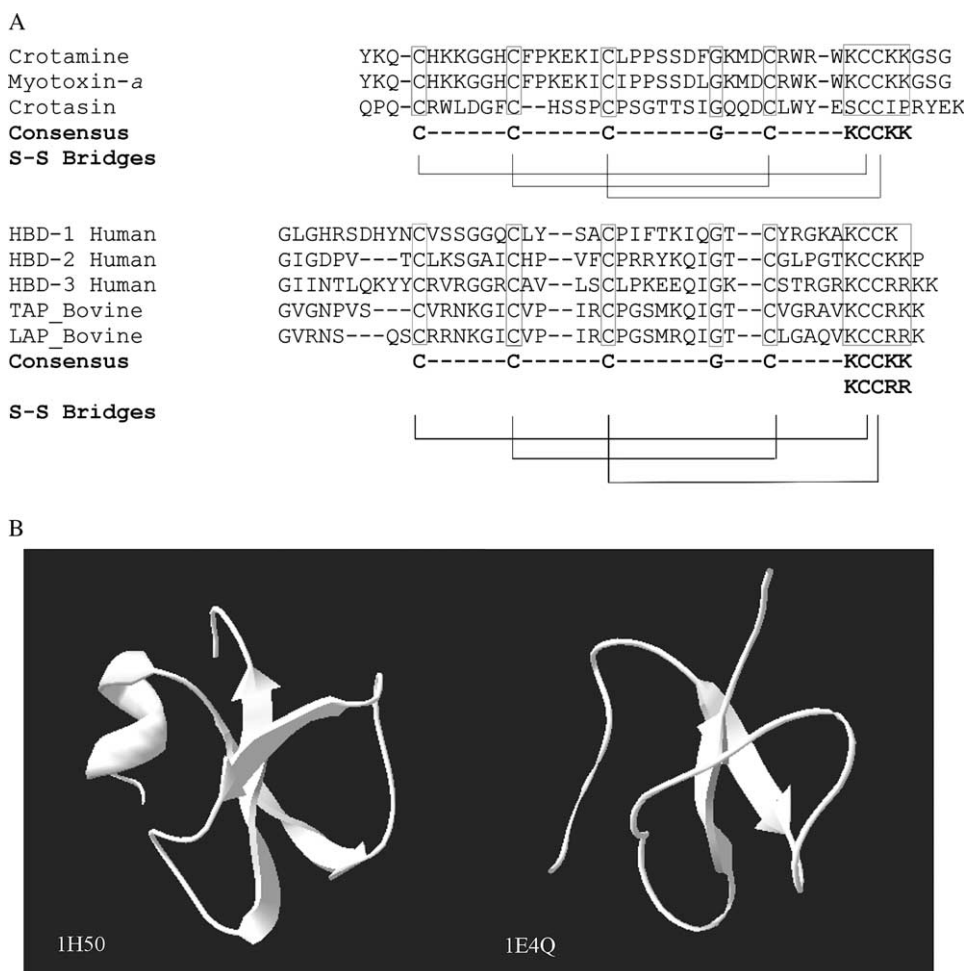 A
Crotamine YKQ-CHKKGGHCFPKEKICLPPSSDFGKMDCRWR-WKCCKKGSG
Myotoxin-a YKQ-CHKKGGHCFPKEKICIPPSSDLGKMDCRWR-WKCCKKGSG
Crotasin QPQ-CRWLDGFC--HSSPCPSGTTSIGQQDCLWY-ESCCIPRYEK
Consensus C------C------C-------G---C-----KCCKK
S-S Bridges
HBD-1 Human GLGHRSDHYNCVSSGGQCLY--SACPIFTKIQGT--CYRGKAKCCK
HBD-2 Human GIGDPV---TCLKSGAICHP--VFCPRRYKQIGT--CGLPGTKCCKKP
HBD-3 Human GIINTLQKYYCRVRGGRCAV--LSCLPKEEQIGK--CSTRGRKCCRRKK
TAP_Bovine GVGNPVS---CVRNKGICVP--IRCPGSMKQIGT--CVGRAVKCCRKK
LAP_Bovine GVRNS---QSCRRNKGICVP--IRCPGSMRQIGT--CLGAQVKCCRRK
Consensus C------C------C-------G---C-----KCCKK
KCCRR
S-S Bridges
B
1H50
1E4Q